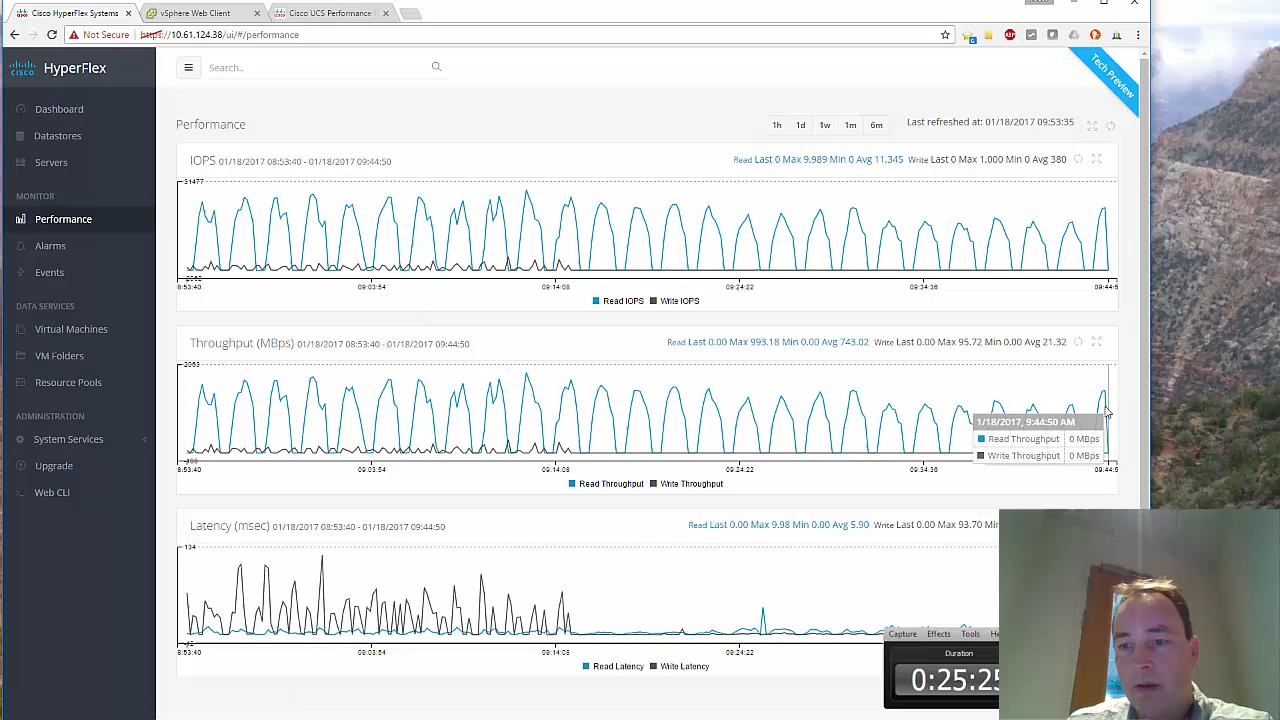 Cisco HyperFlex Systems vSphere Web Client Cisco UCS Performance
Not Secure https://10.61.124.38/ui/#/performance
cisco HyperFlex Search..
Tech Preview
Dashboard
Datastores
Servers
MONITOR
Performance
Alarms
Events
DATA SERVICES
Virtual Machines
VM Folders
Resource Pools
ADMINISTRATION
System Services
Upgrade
Web CLI
Performance 1h 1d 1w 1m 6m Last refreshed at: 01/18/2017 09:53:35
IOPS 01/18/2017 08:53:40 - 01/18/2017 09:44:50 Read Last 0 Max 9,989 Min 0 Avg 11,345 Write Last 0 Max 1,000 Min 0 Avg 380
31477
8:53:40 09:03:54 09:14:08 09:24:22 09:34:36 09:44:5
Read IOPS Write IOPS
Throughput (MBps) 01/18/2017 08:53:40 - 01/18/2017 09:44:50 Read Last 0.00 Max 993.18 Min 0.00 Avg 743.02 Write Last 0.00 Max 95.72 Min 0.00 Avg 21.32
2053
1/18/2017, 9:44:50 AM
Read Throughput 0 MBps
Write Throughput 0 MBps
8:53:40 09:03:54 09:14:08 09:24:22 09:34:36 09:44:5
Read Throughput Write Throughput
Latency (msec) 01/18/2017 08:53:40 - 01/18/2017 09:44:50 Read Last 0.00 Max 9.98 Min 0.00 Avg 5.90 Write Last 0.00 Max 93.70 Min
134
8:53:40 09:03:54 09:14:08 09:24:22
Read Latency Write Latency
Capture Effects Tools He
Duration
0:25:25